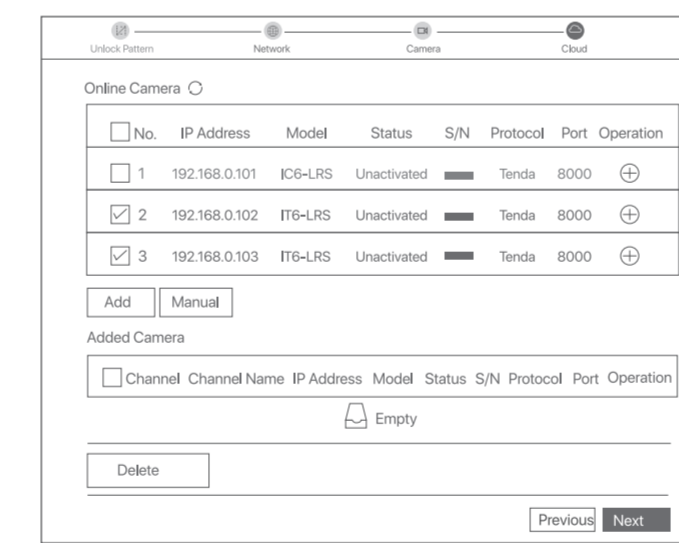 Unlock Pattern Network Camera Cloud
Online Camera
No. IP Address Model Status S/N Protocol Port Operation
1 192.168.0.101 IC6-LRS Unactivated Tenda 8000
2 192.168.0.102 IT6-LRS Unactivated Tenda 8000
3 192.168.0.103 IT6-LRS Unactivated Tenda 8000
Add Manual
Added Camera
Channel Channel Name IP Address Model Status S/N Protocol Port Operation
Empty
Delete
Previous Next